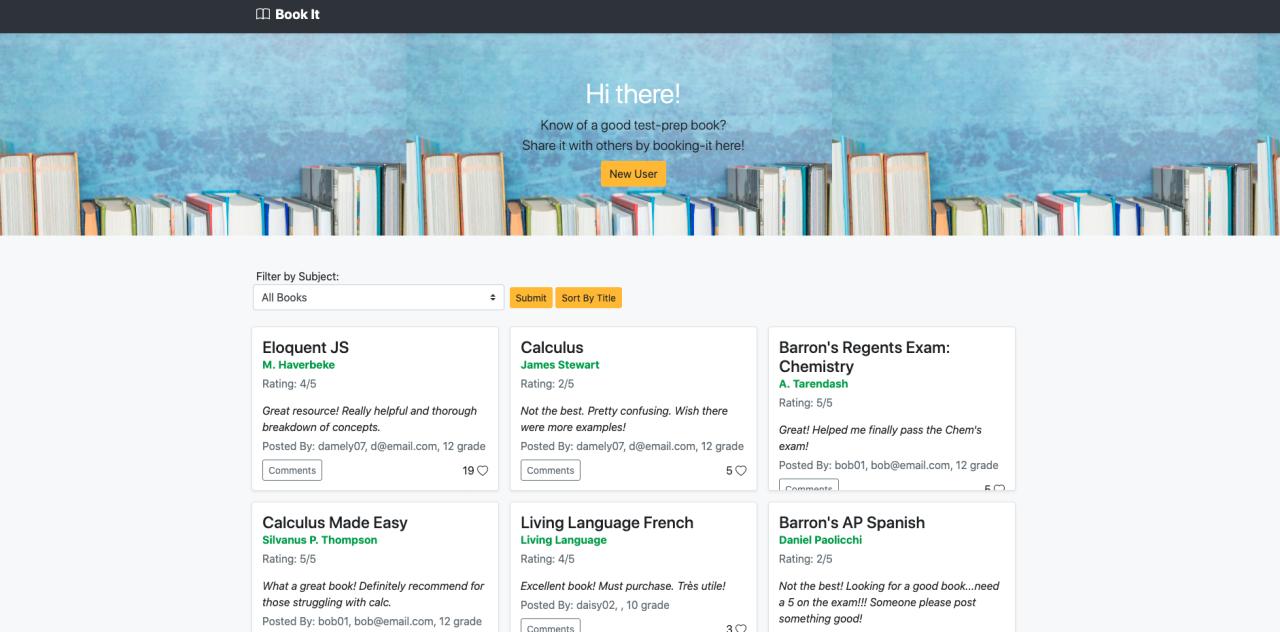 Book It
Hi there!
Know of a good test-prep book?
Share it with others by booking-it here!
New User
Filter by Subject:
All Books
Submit
Sort By Title
Eloquent JS
M. Haverbeke
Rating: 4/5
Great resource! Really helpful and thorough
breakdown of concepts.
Posted By: damely07, d@email.com, 12 grade
Comments
19
Calculus
James Stewart
Rating: 2/5
Not the best. Pretty confusing. Wish there
were more examples!
Posted By: damely07, d@email.com, 12 grade
Comments
5
Barron's Regents Exam:
Chemistry
A. Tarendash
Rating: 5/5
Great! Helped me finally pass the Chem's
exam!
Posted By: bob01, bob@email.com, 12 grade
Comments
5
Calculus Made Easy
Silvanus P. Thompson
Rating: 5/5
What a great book! Definitely recommend for
those struggling with calc.
Posted By: bob01, bob@email.com, 12 grade
Living Language French
Living Language
Rating: 4/5
Excellent book! Must purchase. Très utile!
Posted By: daisy02, , 10 grade
Comments
3
Barron's AP Spanish
Daniel Paolicchi
Rating: 2/5
Not the best! Looking for a good book...need
a 5 on the exam!!! Someone please post
something good!